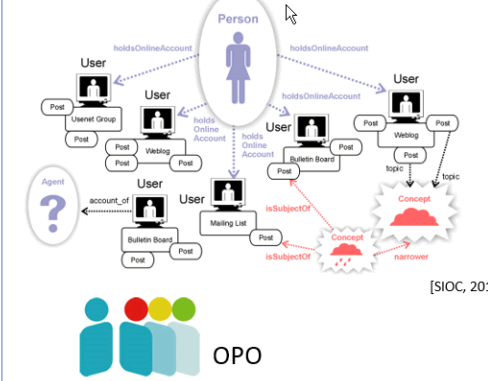 Person
holdsOnlineAccount
holdsOnlineAccount
User
User
Post
Usenet Group
Post
User
holds
Online
Account
holdsOnlineAccount
Post
Weblog
Post
Post
holds
Online
Account
User
Bulletin Board
Post
Post
Post
Weblog
Post
topic
topic
Agent
account_of
User
Bulletin Board
Post
Post
User
Mailing List
Post
isSubjectOf
isSubjectOf
Concept
narrower
Concept
[SIOC, 201
OPO